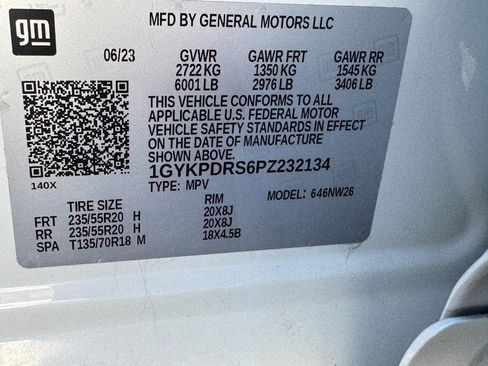 gm
MFD BY GENERAL MOTORS LLC
06/23 GVWR GAWR FRT GAWR RR
2722 KG 1350 KG 1545 KG
6001 LB 2976 LB 3406 LB
THIS VEHICLE CONFORMS TO ALL
APPLICABLE U.S. FEDERAL MOTOR
VEHICLE SAFETY STANDARDS IN EFFECT
ON THE DATE OF MANUFACTURE
SHOWN ABOVE.
140X
1GYKPDRS6PZ232134
TYPE: MPV MODEL: 646NW26
TIRE SIZE RIM
FRT 235/55R20 H 20X8J
RR 235/55R20 H 20X8J
SPA T135/70R18 M 18X4.5B